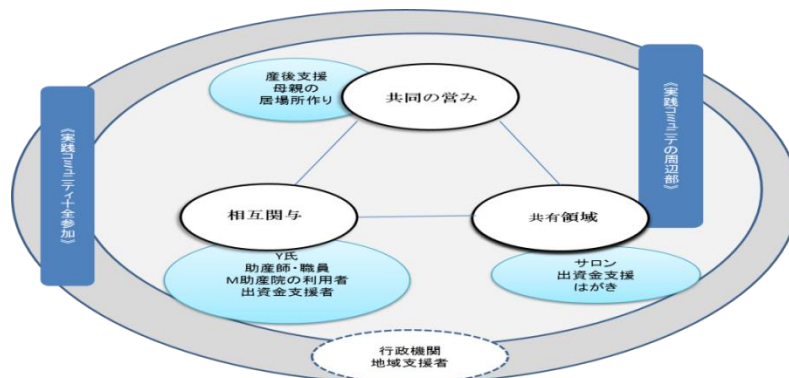 産後支援
母親の
居場所作り
共同の営み
《実践コミュニティ十全参加》
《実践コミュニテの周辺部》
相互関与
共有領域
Y氏
助産師・職員
M助産院の利用者
出資金支援者
サロン
出資金支援
はがき
行政機関
地域支援者